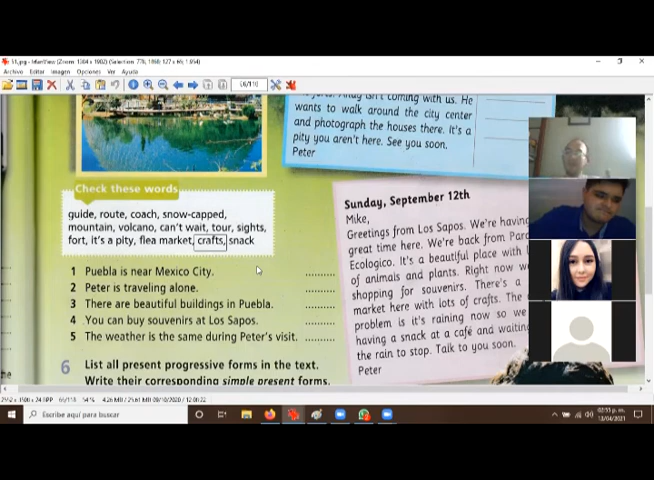 Archivo Editar Imagen Opciones Ver Ayuda
wants to walk around the city center
and photograph the houses there. It's a
pity you aren't here. See you soon.
Peter
Check these words
guide, route, coach, snow-capped,
mountain, volcano, can't wait, tour, sights,
fort, it's a pity, flea market, crafts, snack
1 Puebla is near Mexico City. ..........
2 Peter is traveling alone. ..........
3 There are beautiful buildings in Puebla. ..........
4 You can buy souvenirs at Los Sapos. ..........
5 The weather is the same during Peter's visit. ..........
6 List all present progressive forms in the text.
Write their corresponding simple present forms.
Sunday, September 12th
Mike,
Greetings from Los Sapos. We're having
great time here. We're back from
Ecologico. It's a beautiful place with
of animals and plants. Right now
shopping for souvenirs. There's a
market here with lots of crafts. The
problem is it's raining now so we
having a snack at a café and waiting
the rain to stop. Talk to you soon.
Peter
Escribe aquí para buscar